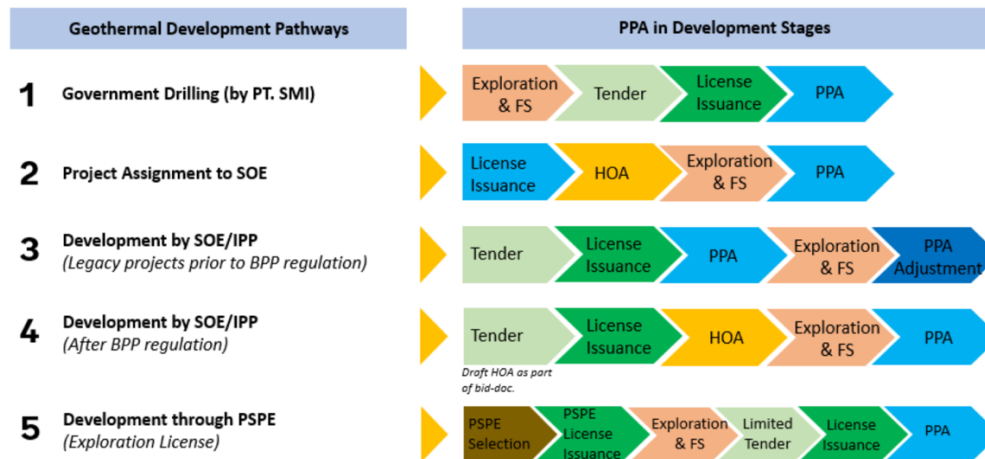 Geothermal Development Pathways
PPA in Development Stages
1
Government Drilling (by PT. SMI)
Exploration
& FS
Tender
License
Issuance
PPA
2
Project Assignment to SOE
License
Issuance
HOA
Exploration
& FS
PPA
3
Development by SOE/IPP
(Legacy projects prior to BPP regulation)
Tender
License
Issuance
PPA
Exploration
& FS
PPA
Adjustment
4
Development by SOE/IPP
(After BPP regulation)
Tender
License
Issuance
HOA
Exploration
& FS
PPA
Draft HOA as part
of bid-doc.
5
Development through PSPE
(Exploration License)
PSPE
Selection
PSPE
License
Issuance
Exploration
& FS
Limited
Tender
License
Issuance
PPA